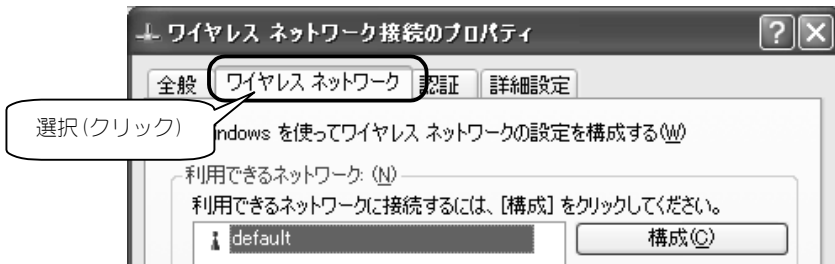 ワイヤレス ネットワーク接続のプロパティ
全般 ワイヤレス ネットワーク 認証 詳細設定
選択(クリック)
ndows を使ってワイヤレス ネットワークの設定を構成する(W)
利用できるネットワーク: (N)
利用できるネットワークに接続するには、[構成] をクリックしてください。
default 構成(C)